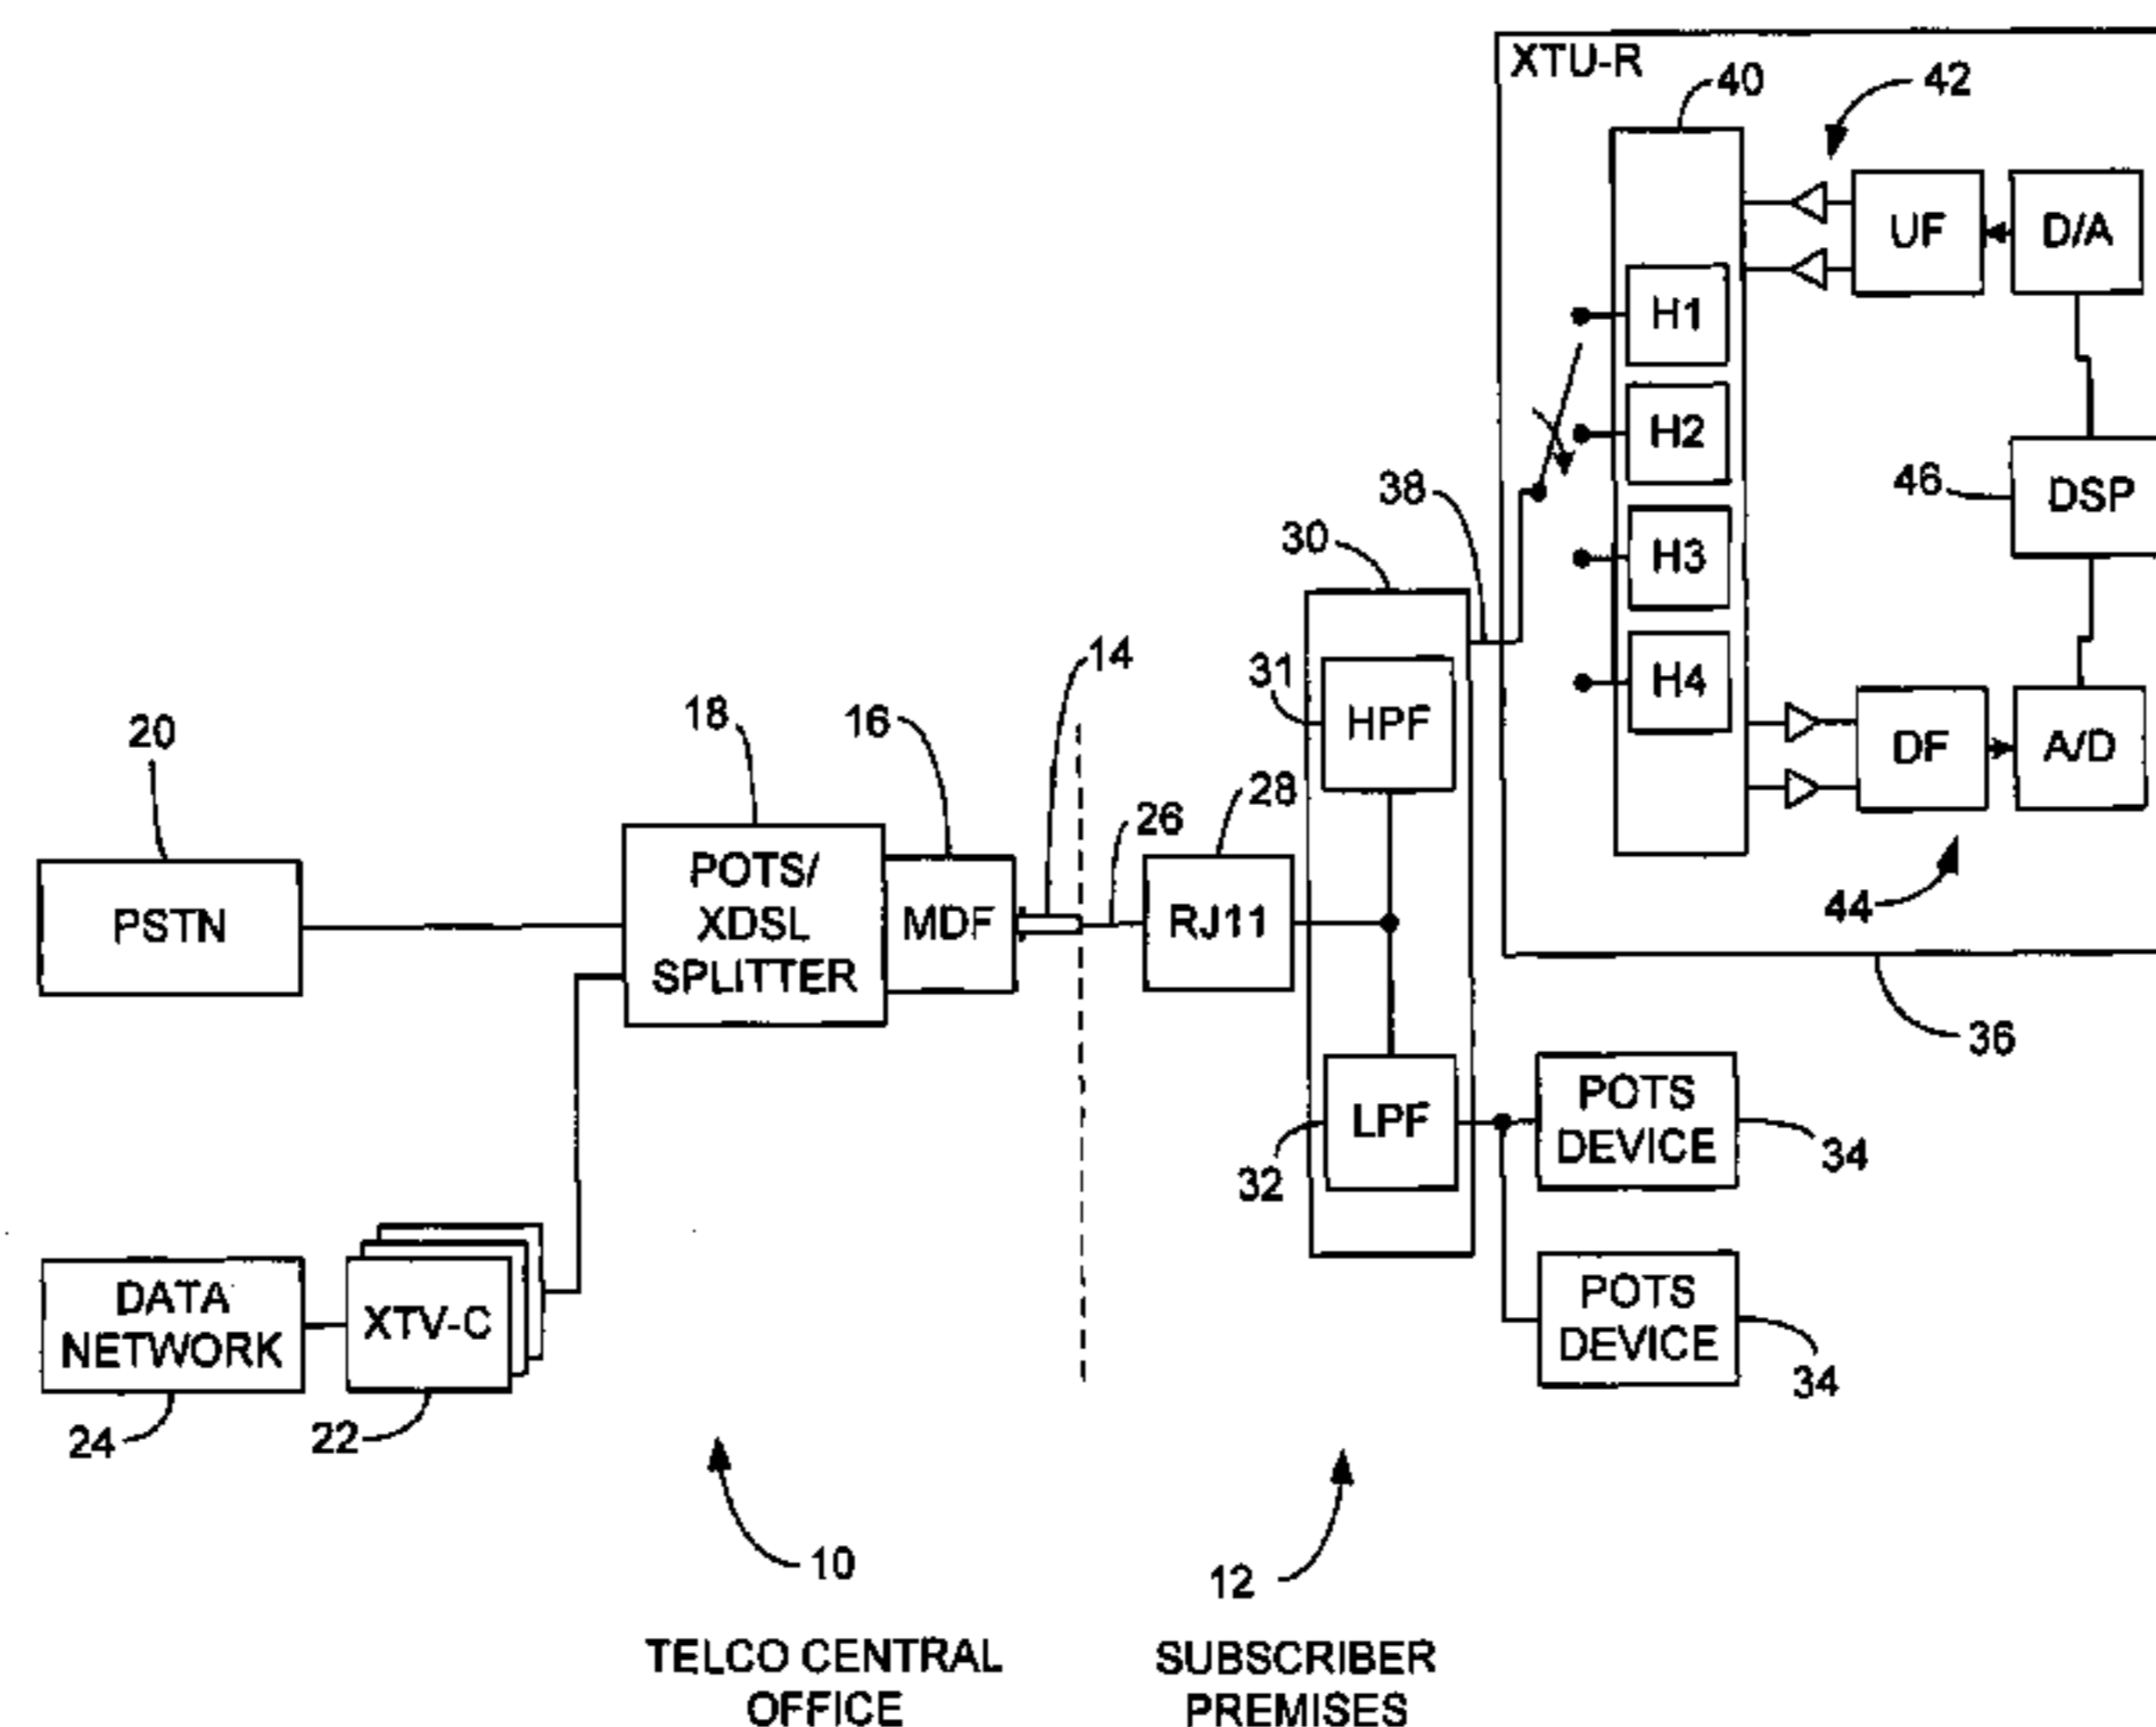 XTU-R
40
42
UF
D/A
H1
H2
H3
H4
46
DSP
38
30
31
HPF
DF
A/D
44
14
18
16
20
28
26
PSTN
POTS/
XDSL
SPLITTER
MDF
RJ11
36
LPF
32
POTS
DEVICE
34
DATA
NETWORK
XTV-C
POTS
DEVICE
34
24
22
10
12
TELCO CENTRAL
OFFICE
SUBSCRIBER
PREMISES